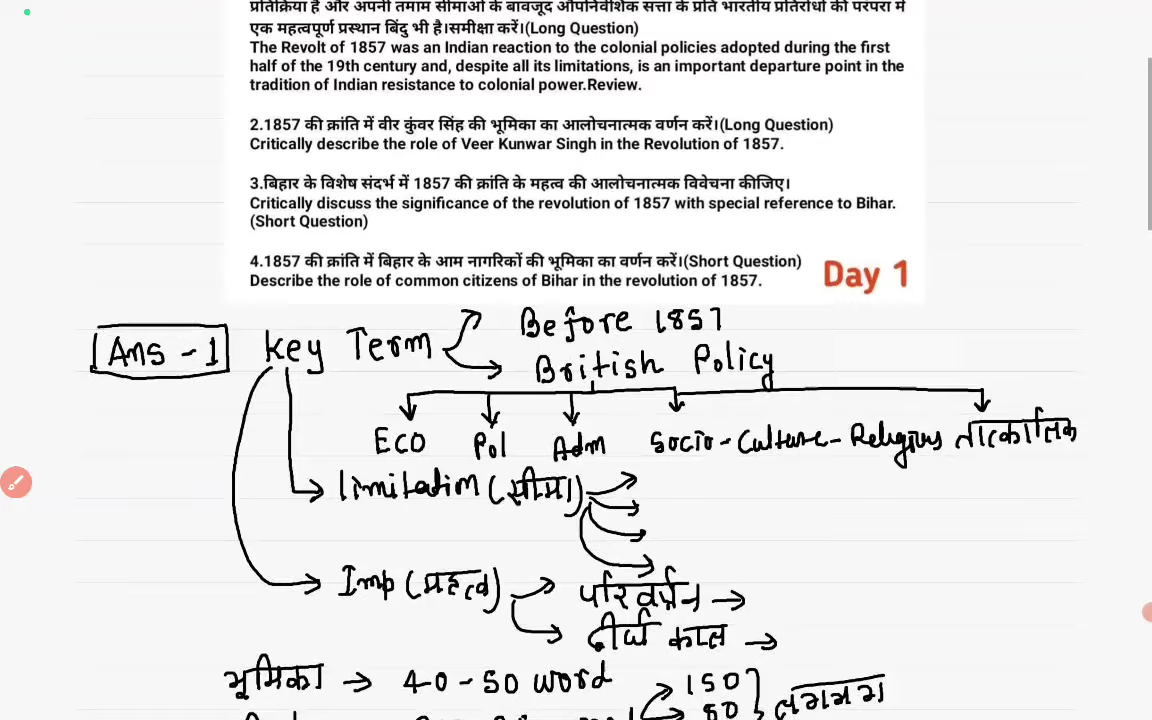 प्रतिक्रिया है और अपनी तमाम सीमाओं के बावजूद औपनिवेशिक सत्ता के प्रति भारतीय प्रतिरोधों की परंपरा में
एक महत्वपूर्ण प्रस्थान बिंदु भी है।समीक्षा करें।(Long Question)
The Revolt of 1857 was an Indian reaction to the colonial policies adopted during the first
half of the 19th century and, despite all its limitations, is an important departure point in the
tradition of Indian resistance to colonial power.Review.
2.1857 की क्रांति में वीर कुंवर सिंह की भूमिका का आलोचनात्मक वर्णन करें।(Long Question)
Critically describe the role of Veer Kunwar Singh in the Revolution of 1857.
3.बिहार के विशेष संदर्भ में 1857 की क्रांति के महत्व की आलोचनात्मक विवेचना कीजिए।
Critically discuss the significance of the revolution of 1857 with special reference to Bihar.
(Short Question)
4.1857 की क्रांति में बिहार के आम नागरिकों की भूमिका का वर्णन करें।(Short Question)
Describe the role of common citizens of Bihar in the revolution of 1857.
Day 1
Before 1857
Ans - 1 Key Term
British Policy
ECO Pol Adm Socio - Culture - Religious तात्कालिक
limitation (सीमा)
Imp (महत्व) परिवर्तन
दीर्घ काल
भूमिका 40 - 50 word
150
80 लगभग